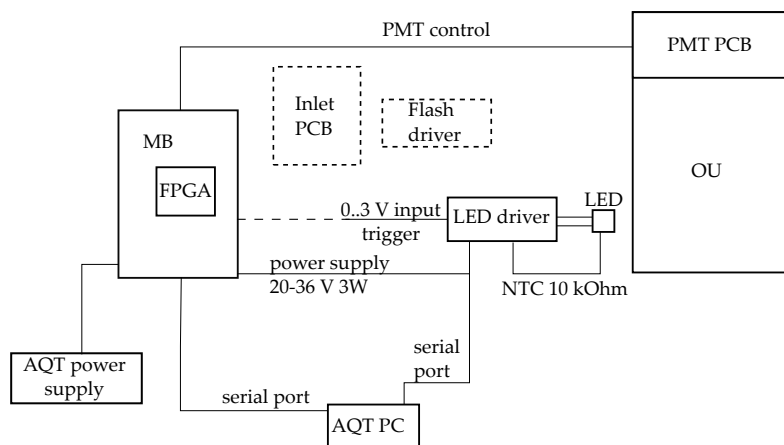 PMT control
PMT PCB
Inlet
PCB
Flash
driver
MB
OU
FPGA
LED
0..3 V input
trigger
LED driver
power supply
20-36 V 3W
NTC 10 kOhm
AQT power
supply
serial
port
serial port
AQT PC